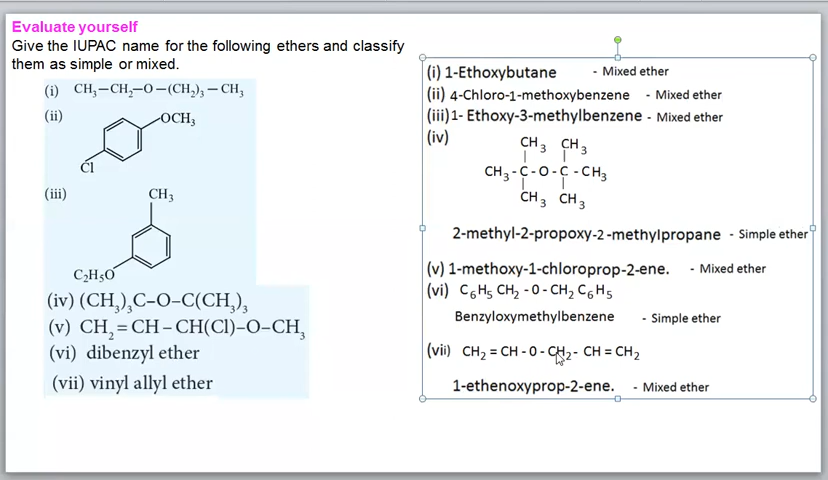 Evaluate yourself
Give the IUPAC name for the following ethers and classify
them as simple or mixed.
(i) CH₃−CH₂−O−(CH₂)₃−CH₃
(ii)
OCH₃
Cl
(iii)
CH₃
C₂H₅O
(iv) (CH₃)₃C−O−C(CH₃)₃
(v) CH₂=CH−CH(Cl)−O−CH₃
(vi) dibenzyl ether
(vii) vinyl allyl ether
(i) 1-Ethoxybutane - Mixed ether
(ii) 4-Chloro-1-methoxybenzene - Mixed ether
(iii)1- Ethoxy-3-methylbenzene - Mixed ether
(iv)
CH₃ CH₃
CH₃ - C - O - C - CH₃
CH₃ CH₃
2-methyl-2-propoxy-2-methylpropane - Simple ether
(v) 1-methoxy-1-chloroprop-2-ene. - Mixed ether
(vi) C₆H₅ CH₂ - O - CH₂ C₆H₅
Benzyloxymethylbenzene - Simple ether
(vii) CH₂ = CH - O - CH₂ - CH = CH₂
1-ethenoxyprop-2-ene. - Mixed ether